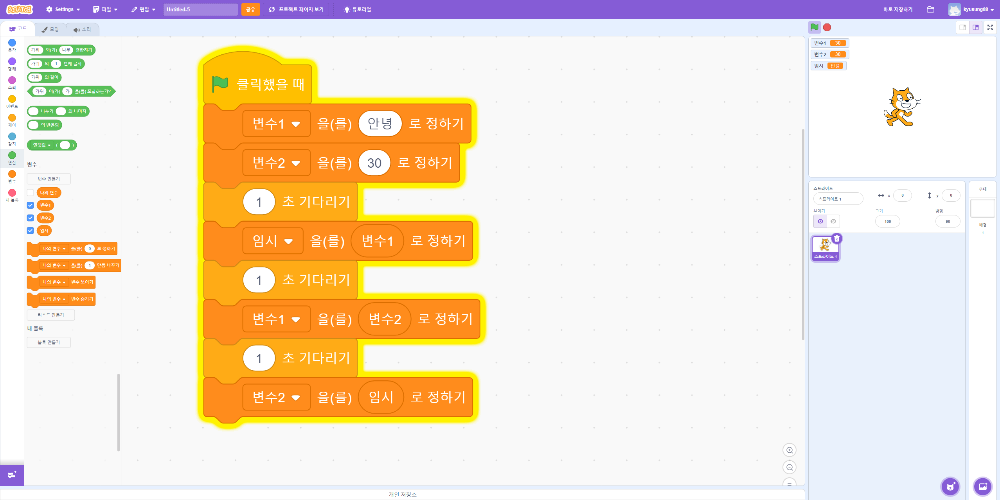 SCRATCH
Settings
파일
편집
Untitled-5
공유
프로젝트 페이지 보기
튜토리얼
바로 저장하기
kyusung88
코드
모양
소리
동작
형태
소리
이벤트
제어
감지
연산
변수
내 블록
가위 와(과) 나무 결합하기
가위 의 1 번째 글자
가위 의 길이
가위 이(가) 가 을(를) 포함하는가?
나누기 의 나머지
의 반올림
절댓값 ( )
변수
변수 만들기
나의 변수
변수1
변수2
임시
나의 변수 을(를) 0 로 정하기
나의 변수 을(를) 1 만큼 바꾸기
나의 변수 변수 보이기
나의 변수 변수 숨기기
리스트 만들기
내 블록
블록 만들기
클릭했을 때
변수1 을(를) 안녕 로 정하기
변수2 을(를) 30 로 정하기
1 초 기다리기
임시 을(를) 변수1 로 정하기
1 초 기다리기
변수1 을(를) 변수2 로 정하기
1 초 기다리기
변수2 을(를) 임시 로 정하기
개인 저장소
변수1 30
변수2 30
임시 안녕
스프라이트
스프라이트 1
x 0
y 0
보이기
크기
100
방향
90
스프라이트 1
무대
배경
1